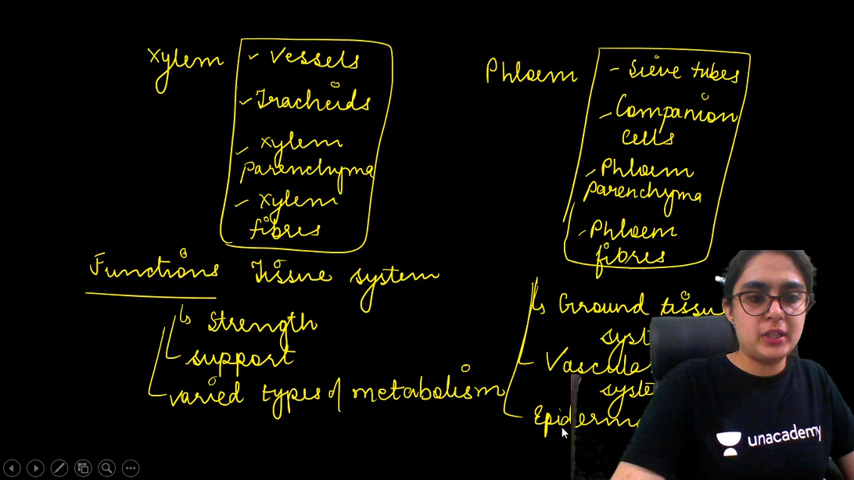 Xylem
Vessels
Tracheids
Xylem
parenchyma
Xylem
fibres
Phloem
Sieve tubes
Companion
cells
Phloem
parenchyma
Phloem
fibres
Functions Tissue system
Strength
support
varied types of metabolism
Ground tissu
syst
Vascula
syste
Epiderm
unacademy